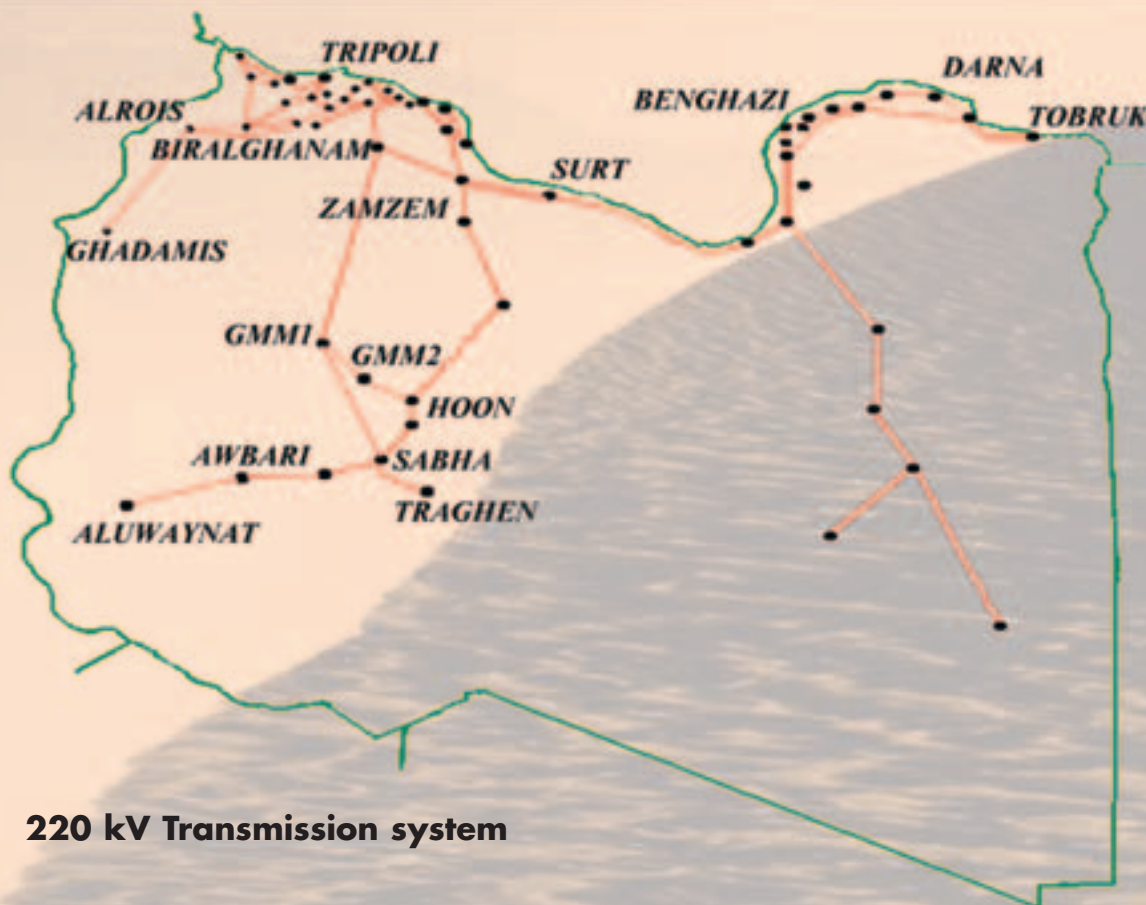 TRIPOLI
DARNA
ALROIS
BENGHAZI
TOBRUK
BIRALGHANAM
SURT
ZAMZEM
GHADAMIS
GMM1
GMM2
HOON
AWBARI
SABHA
TRAGHEN
ALUWAYNAT
220 kV Transmission system